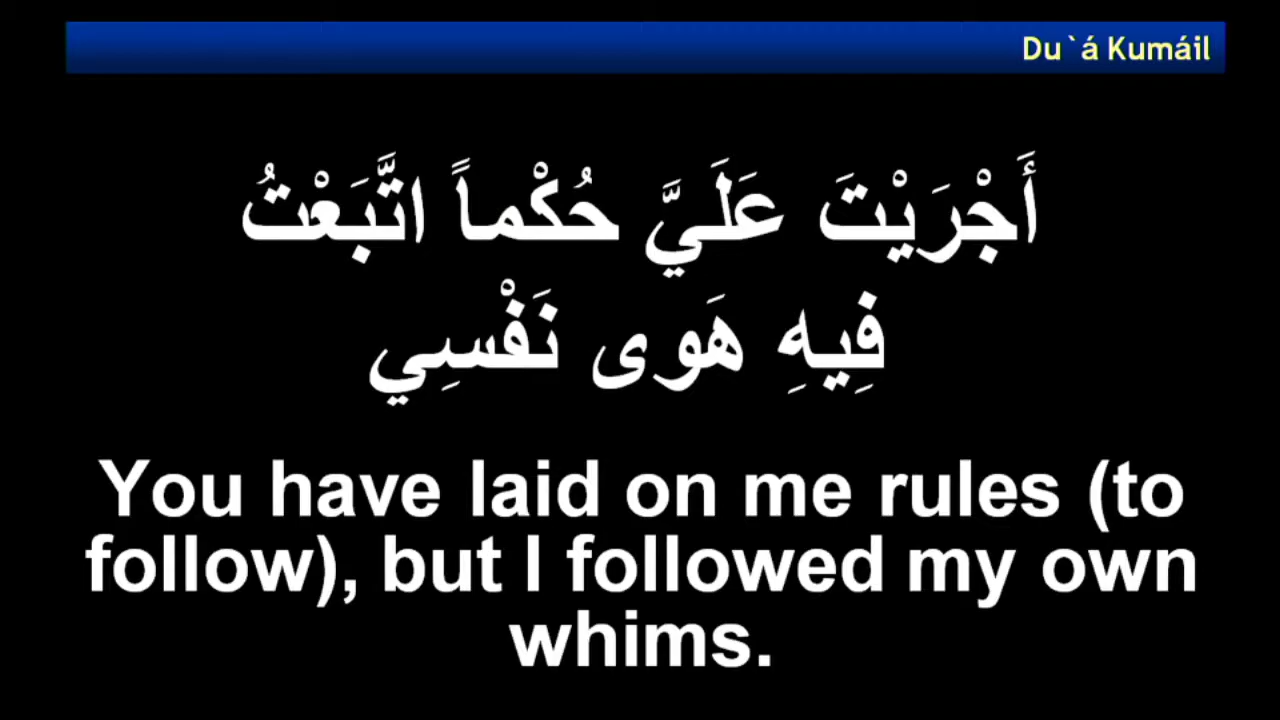 Du`á Kumáil
أَجْرَيْتَ عَلَيَّ حُكْماً اتَّبَعْتُ
فِيهِ هَوى نَفْسِي
You have laid on me rules (to
follow), but I followed my own
whims.